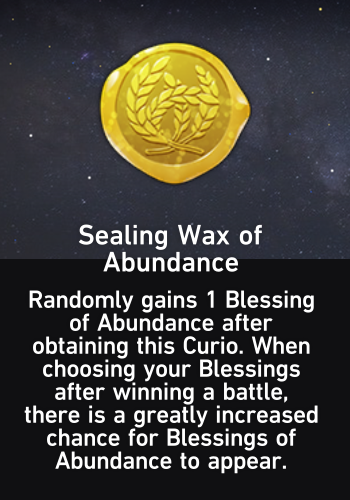 Sealing Wax of
Abundance
Randomly gains 1 Blessing
of Abundance after
obtaining this Curio. When
choosing your Blessings
after winning a battle,
there is a greatly increased
chance for Blessings of
Abundance to appear.